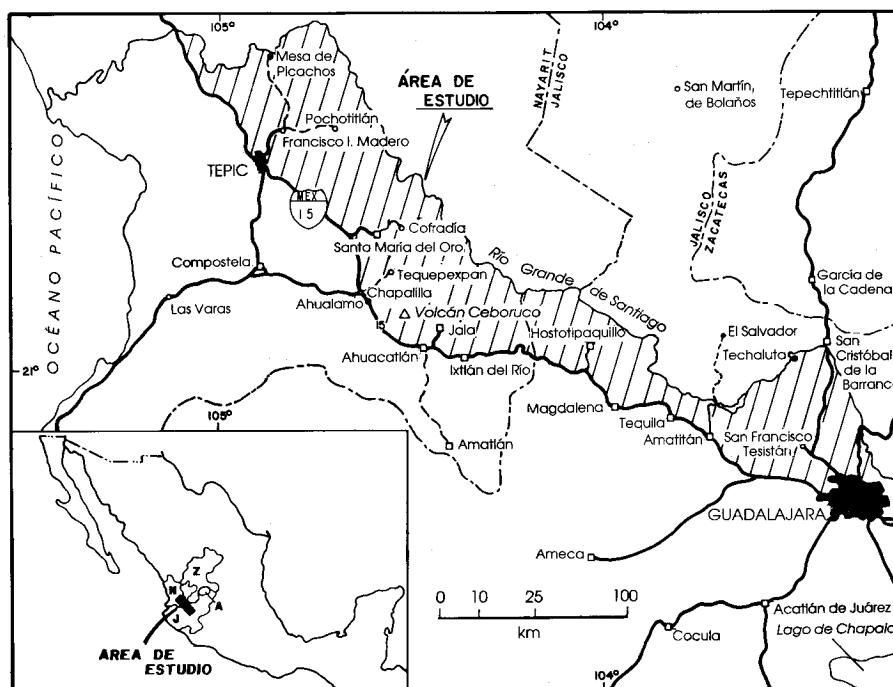 105°
104°
Mesa de
Picachos
ÁREA DE
ESTUDIO
NAYARIT
JALISCO
San Martín
de Bolaños
Tepechtitlán
Pochotitlán
Francisco I. Madero
TEPIC
OCÉANO PACÍFICO
MEX
15
Cofradía
Santa María del Oro
JALISCO
ZACATECAS
Compostela
Tequepexpan
Río Grande de Santiago
García de
la Cadena
Las Varas
Ahualamo
Chapalilla
Volcán Ceboruco
15
Jala
Hostotipaquillo
El Salvador
Techaluta
San
Cristóbal
de la
Barranca
21°
Ahuacatlán
Ixtlán del Río
105°
Magdalena
Tequila
Amatitán
San Francisco
Tesistán
Amatlán
GUADALAJARA
Ameca
Z
N
A
J
ÁREA DE
ESTUDIO
0 10 25 100
km
Acatlán de Juárez
Cocula
Lago de Chapala
104°